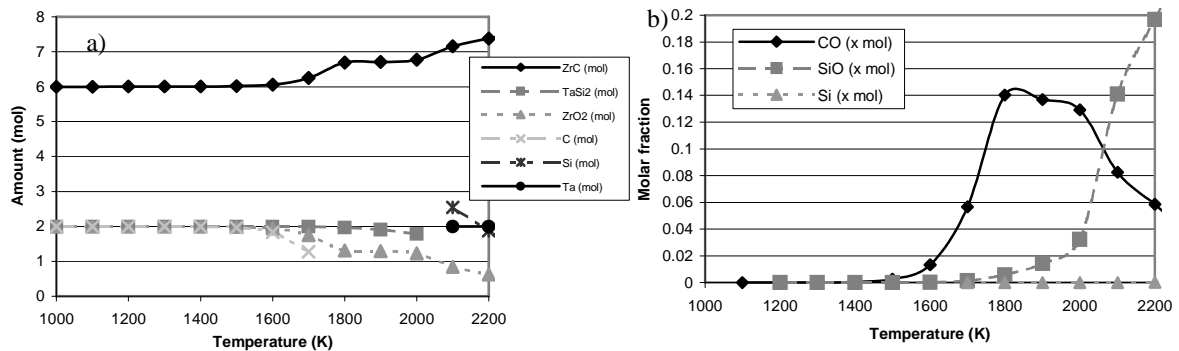 a)
8
7
6
5
4
3
2
1
0
Amount (mol)
1000 1200 1400 1600 1800 2000 2200
Temperature (K)
ZrC (mol)
TaSi2 (mol)
ZrO2 (mol)
C (mol)
Si (mol)
Ta (mol)
b)
0.2
0.18
0.16
0.14
0.12
0.1
0.08
0.06
0.04
0.02
0
Molar fraction
1000 1200 1400 1600 1800 2000 2200
Temperature (K)
CO (x mol)
SiO (x mol)
Si (x mol)